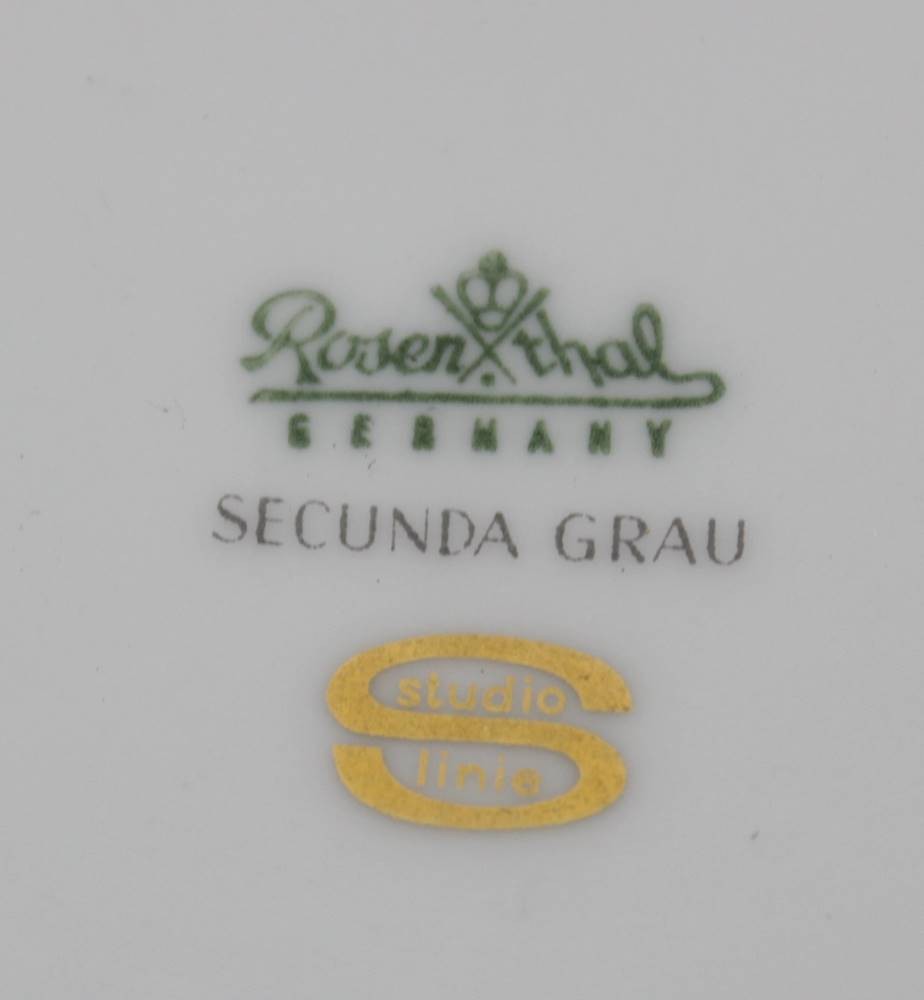 Rosenthal
GERMANY
SECUNDA GRAU
studio
linie